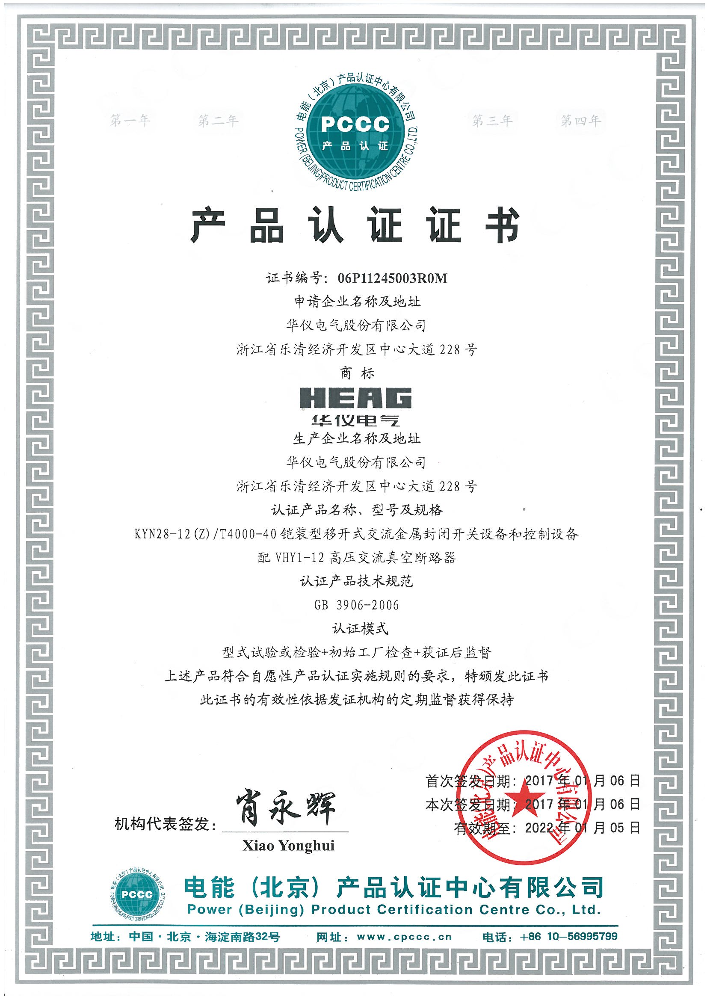 电能（北京）产品认证中心有限公司
第一年 第二年 第三年 第四年
PCCC
产品认证
POWER (BEIJING)PRODUCT CERTIFICATION CENTRE CO.,LTD.
产品认证证书
证书编号：06P11245003R0M
申请企业名称及地址
华仪电气股份有限公司
浙江省乐清经济开发区中心大道 228 号
商 标
HEAG
华仪电气
生产企业名称及地址
华仪电气股份有限公司
浙江省乐清经济开发区中心大道 228 号
认证产品名称、型号及规格
KYN28-12(Z)/T4000-40 铠装型移开式交流金属封闭开关设备和控制设备
配 VHY1-12 高压交流真空断路器
认证产品技术规范
GB 3906-2006
认证模式
型式试验或检验+初始工厂检查+获证后监督
上述产品符合自愿性产品认证实施规则的要求，特颁发此证书
此证书的有效性依据发证机构的定期监督获得保持
电能(北京)产品认证中心有限公司
首次签发日期：2017 年 01 月 06 日
本次签发日期：2017 年 01 月 06 日
有效期至：2022 年 01 月 05 日
机构代表签发：肖永辉
Xiao Yonghui
电能（北京）产品认证中心有限公司
PCCC
POWER (BEIJING)PRODUCT CERTIFICATION CENTRE CO.,LTD.
电能（北京）产品认证中心有限公司
Power (Beijing) Product Certification Centre Co., Ltd.
地址：中国·北京·海淀南路32号 网址：www.cpccc.cn 电话：+86 10-56995799